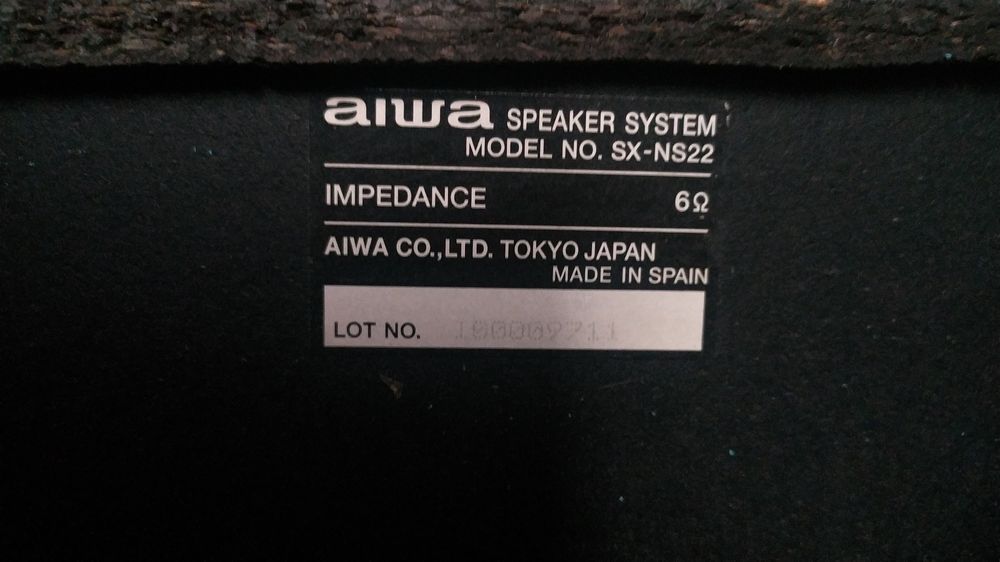 aiwa SPEAKER SYSTEM
MODEL NO. SX-NS22
IMPEDANCE 6Ω
AIWA CO.,LTD. TOKYO JAPAN
MADE IN SPAIN
LOT NO.